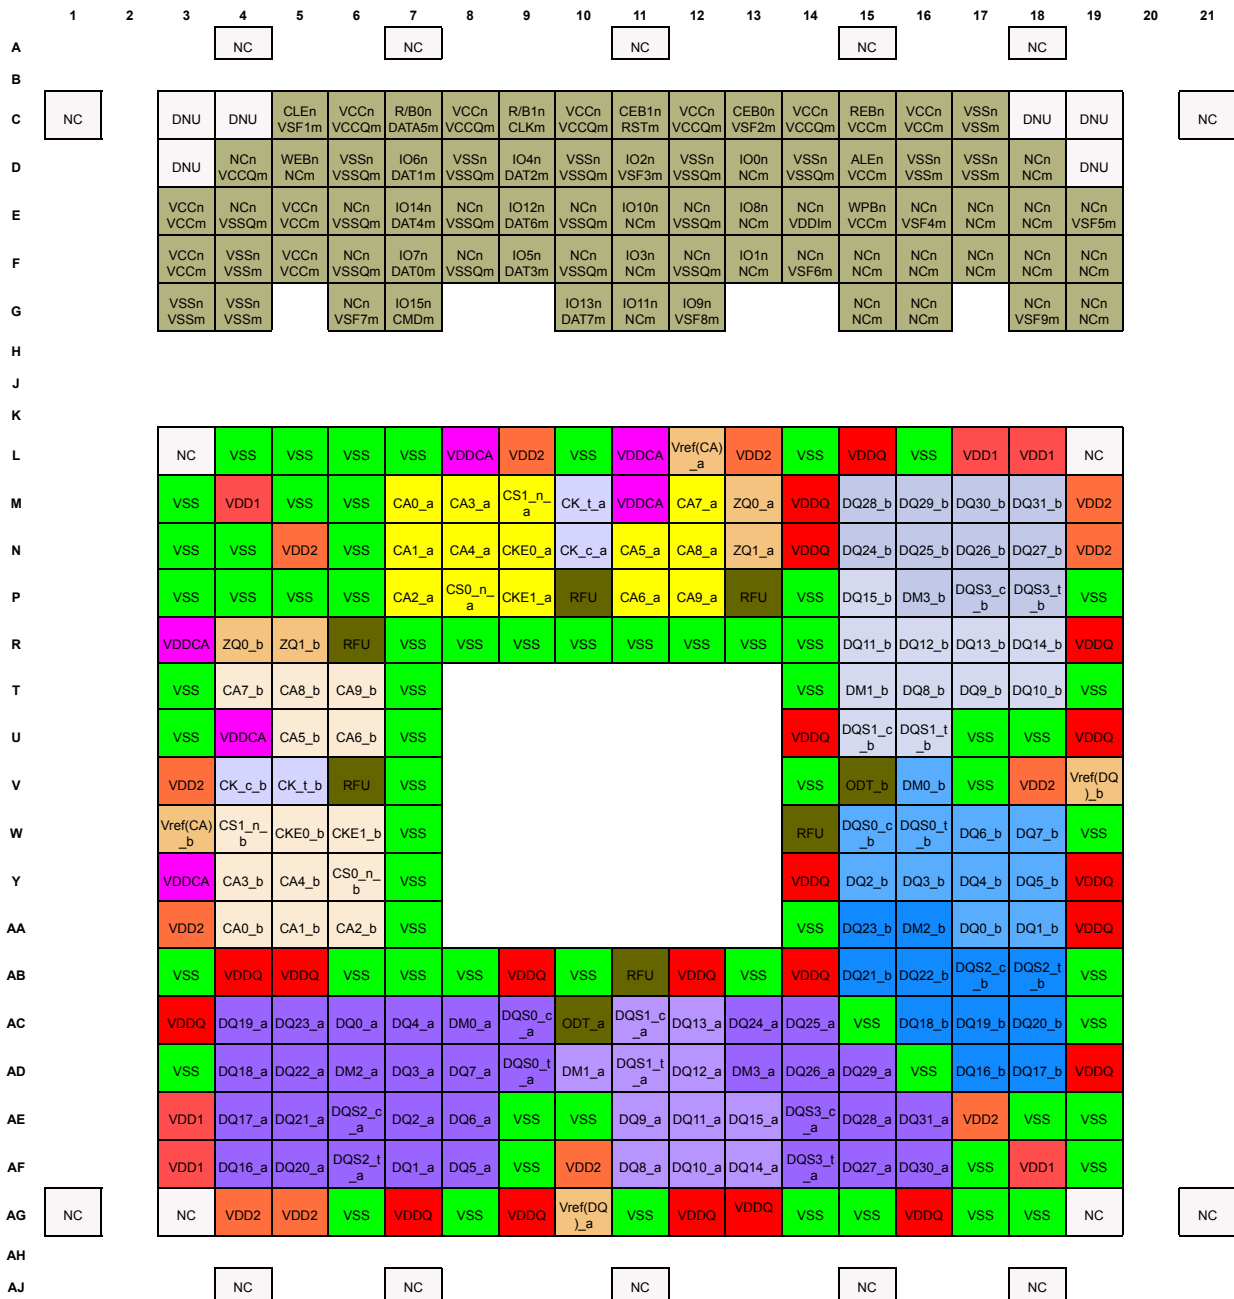 1 2 3 4 5 6 7 8 9 10 11 12 13 14 15 16 17 18 19 20 21
A NC NC NC NC NC
B
C NC DNU DNU CLEn VSF1m VCCn VCCQm R/B0n DATA5m VCCn VCCQm R/B1n CLKm VCCn VCCQm CEB1n RSTm VCCn VCCQm CEB0n VSF2m VCCn VCCQm REBn VCCm VCCn VCCm VSSn VSSm DNU DNU NC
D DNU NCn VCCQm WEBn NCm VSSn VSSQm IO6n DAT1m VSSn VSSQm IO4n DAT2m VSSn VSSQm IO2n VSF3m VSSn VSSQm IO0n NCm VSSn VSSQm ALEn VCCm VSSn VSSm VSSn VSSm NCn NCm DNU
E VCCn VCCm NCn VSSQm VCCn VCCm NCn VSSQm IO14n DAT4m NCn VSSQm IO12n DAT6m NCn VSSQm IO10n NCm NCn VSSQm IO8n NCm NCn VDDIm WPBn VCCm NCn VSF4m NCn NCm NCn NCm NCn VSF5m
F VCCn VCCm VSSn VSSm VCCn VCCm NCn VSSQm IO7n DAT0m NCn VSSQm IO5n DAT3m NCn VSSQm IO3n NCm NCn VSSQm IO1n NCm NCn VSF6m NCn NCm NCn NCm NCn NCm NCn NCm NCn NCm
G VSSn VSSm VSSn VSSm NCn VSF7m IO15n CMDm IO13n DAT7m IO11n NCm IO9n VSF8m NCn NCm NCn NCm NCn VSF9m NCn NCm
H
J
K
L NC VSS VSS VSS VSS VDDCA VDD2 VSS VDDCA Vref(CA)_a VDD2 VSS VDDQ VSS VDD1 VDD1 NC
M VSS VDD1 VSS VSS CA0_a CA3_a CS1_n_a CK_t_a VDDCA CA7_a ZQ0_a VDDQ DQ28_b DQ29_b DQ30_b DQ31_b VDD2
N VSS VSS VDD2 VSS CA1_a CA4_a CKE0_a CK_c_a CA5_a CA8_a ZQ1_a VDDQ DQ24_b DQ25_b DQ26_b DQ27_b VDD2
P VSS VSS VSS VSS CA2_a CS0_n_a CKE1_a RFU CA6_a CA9_a RFU VSS DQ15_b DM3_b DQS3_c_b DQS3_t_b VSS
R VDDCA ZQ0_b ZQ1_b RFU VSS VSS VSS VSS VSS VSS VSS VSS DQ11_b DQ12_b DQ13_b DQ14_b VDDQ
T VSS CA7_b CA8_b CA9_b VSS VSS DM1_b DQ8_b DQ9_b DQ10_b VSS
U VSS VDDCA CA5_b CA6_b VSS VDDQ DQS1_c_b DQS1_t_b VSS VSS VDDQ
V VDD2 CK_c_b CK_t_b RFU VSS VSS ODT_b DM0_b VSS VDD2 Vref(DQ)_b
W Vref(CA)_b CS1_n_b CKE0_b CKE1_b VSS RFU DQS0_c_b DQS0_t_b DQ6_b DQ7_b VSS
Y VDDCA CA3_b CA4_b CS0_n_b VSS VDDQ DQ2_b DQ3_b DQ4_b DQ5_b VDDQ
AA VDD2 CA0_b CA1_b CA2_b VSS VSS DQ23_b DM2_b DQ0_b DQ1_b VDDQ
AB VSS VDDQ VDDQ VSS VSS VSS VDDQ VSS RFU VDDQ VSS VDDQ DQ21_b DQ22_b DQS2_c_b DQS2_t_b VSS
AC VDDQ DQ19_a DQ23_a DQ0_a DQ4_a DM0_a DQS0_c_a ODT_a DQS1_c_a DQ13_a DQ24_a DQ25_a VSS DQ18_b DQ19_b DQ20_b VSS
AD VSS DQ18_a DQ22_a DM2_a DQ3_a DQ7_a DQS0_t_a DM1_a DQS1_t_a DQ12_a DM3_a DQ26_a DQ29_a VSS DQ16_b DQ17_b VDDQ
AE VDD1 DQ17_a DQ21_a DQS2_c_a DQ2_a DQ6_a VSS VSS DQ9_a DQ11_a DQ15_a DQS3_c_a DQ28_a DQ31_a VDD2 VSS VSS
AF VDD1 DQ16_a DQ20_a DQS2_t_a DQ1_a DQ5_a VSS VDD2 DQ8_a DQ10_a DQ14_a DQS3_t_a DQ27_a DQ30_a VSS VDD1 VSS
AG NC NC VDD2 VDD2 VSS VDDQ VSS VDDQ Vref(DQ)_a VSS VDDQ VDDQ VSS VSS VDDQ VSS VSS NC NC
AH
AJ NC NC NC NC NC